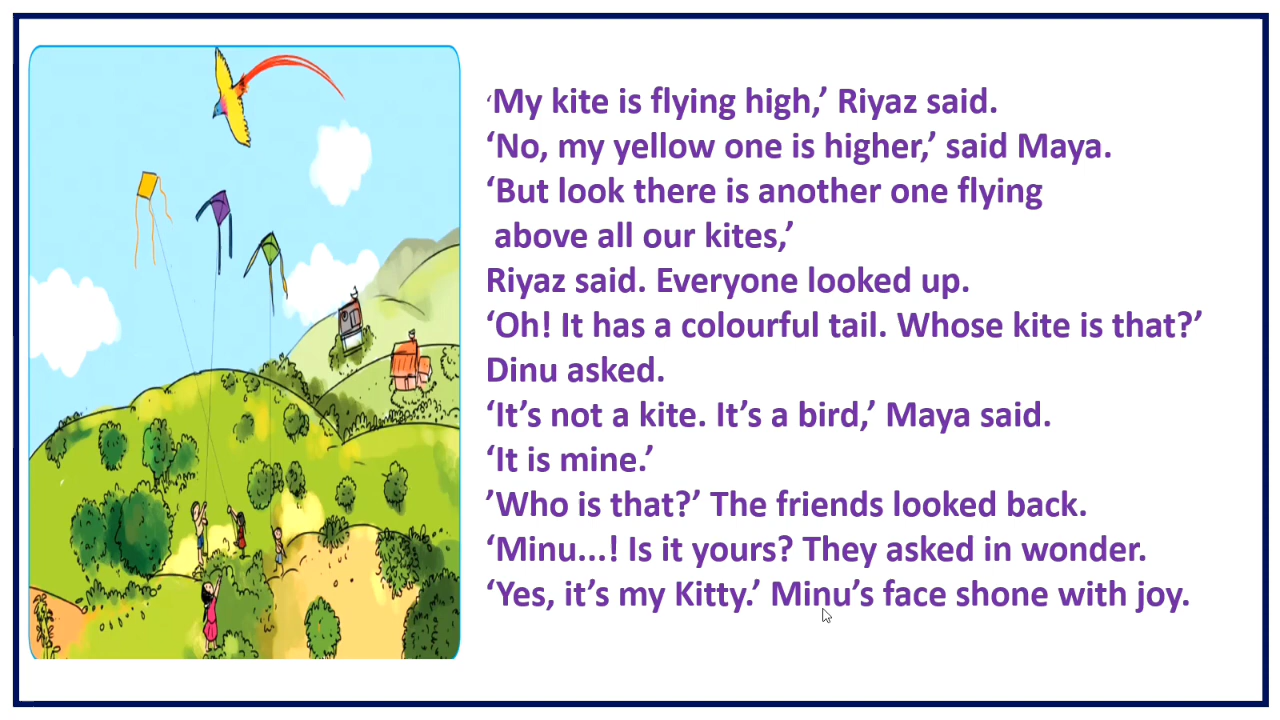 ‘My kite is flying high,’ Riyaz said.
‘No, my yellow one is higher,’ said Maya.
‘But look there is another one flying
above all our kites,’
Riyaz said. Everyone looked up.
‘Oh! It has a colourful tail. Whose kite is that?’
Dinu asked.
‘It’s not a kite. It’s a bird,’ Maya said.
‘It is mine.’
’Who is that?’ The friends looked back.
‘Minu...! Is it yours? They asked in wonder.
‘Yes, it’s my Kitty.’ Minu’s face shone with joy.